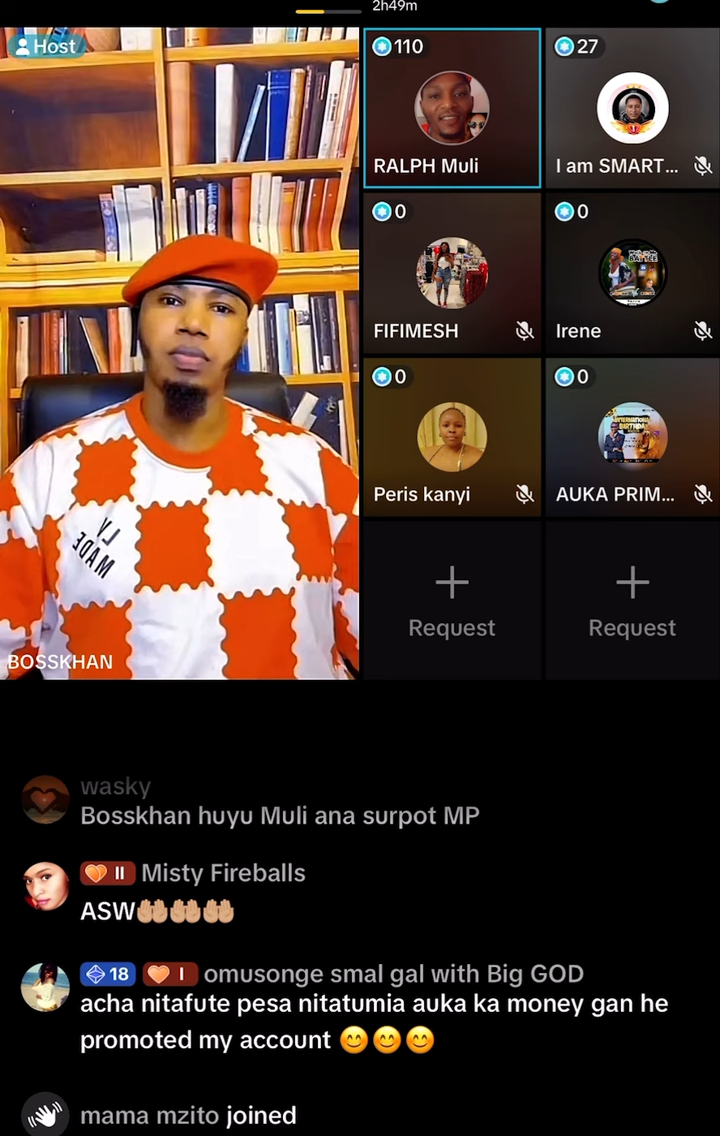 2h49m
Host
110
27
RALPH Muli
I am SMART...
0
0
FIFIMESH
Irene
0
0
Peris kanyi
AUKA PRIM...
LY
MADE
BOSSKHAN
Request
Request
wasky
Bosskhan huyu Muli ana surpot MP
II Misty Fireballs
ASW🤲🏼🤲🏼🤲🏼
18 I omusonge smal gal with Big GOD
acha nitafute pesa nitatumia auka ka money gan he
promoted my account 😊😊😊
mama mzito joined